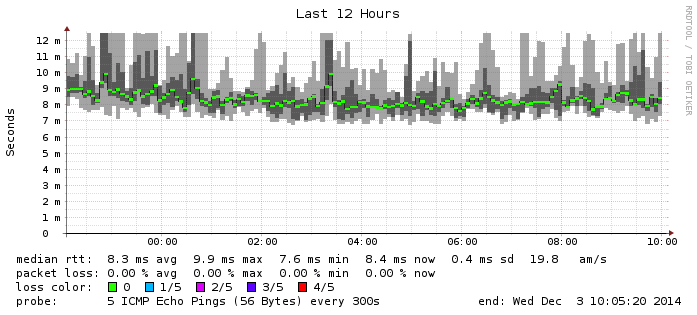 Last 12 Hours
RRDTOOL / TOBI OETIKER
Seconds
12 m
11 m
10 m
9 m
8 m
7 m
6 m
5 m
4 m
3 m
2 m
1 m
0
00:00 02:00 04:00 06:00 08:00 10:00
median rtt: 8.3 ms avg 9.9 ms max 7.6 ms min 8.4 ms now 0.4 ms sd 19.8 am/s
packet loss: 0.00 % avg 0.00 % max 0.00 % min 0.00 % now
loss color: 0 1/5 2/5 3/5 4/5
probe: 5 ICMP Echo Pings (56 Bytes) every 300s end: Wed Dec 3 10:05:20 2014